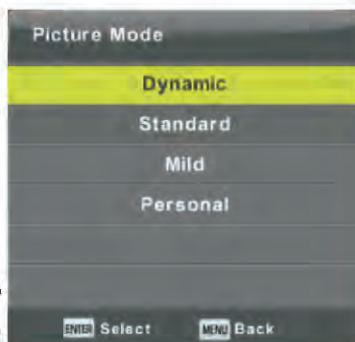 Picture Mode
Dynamic
Standard
Mild
Personal
ENTER Select MENU Back